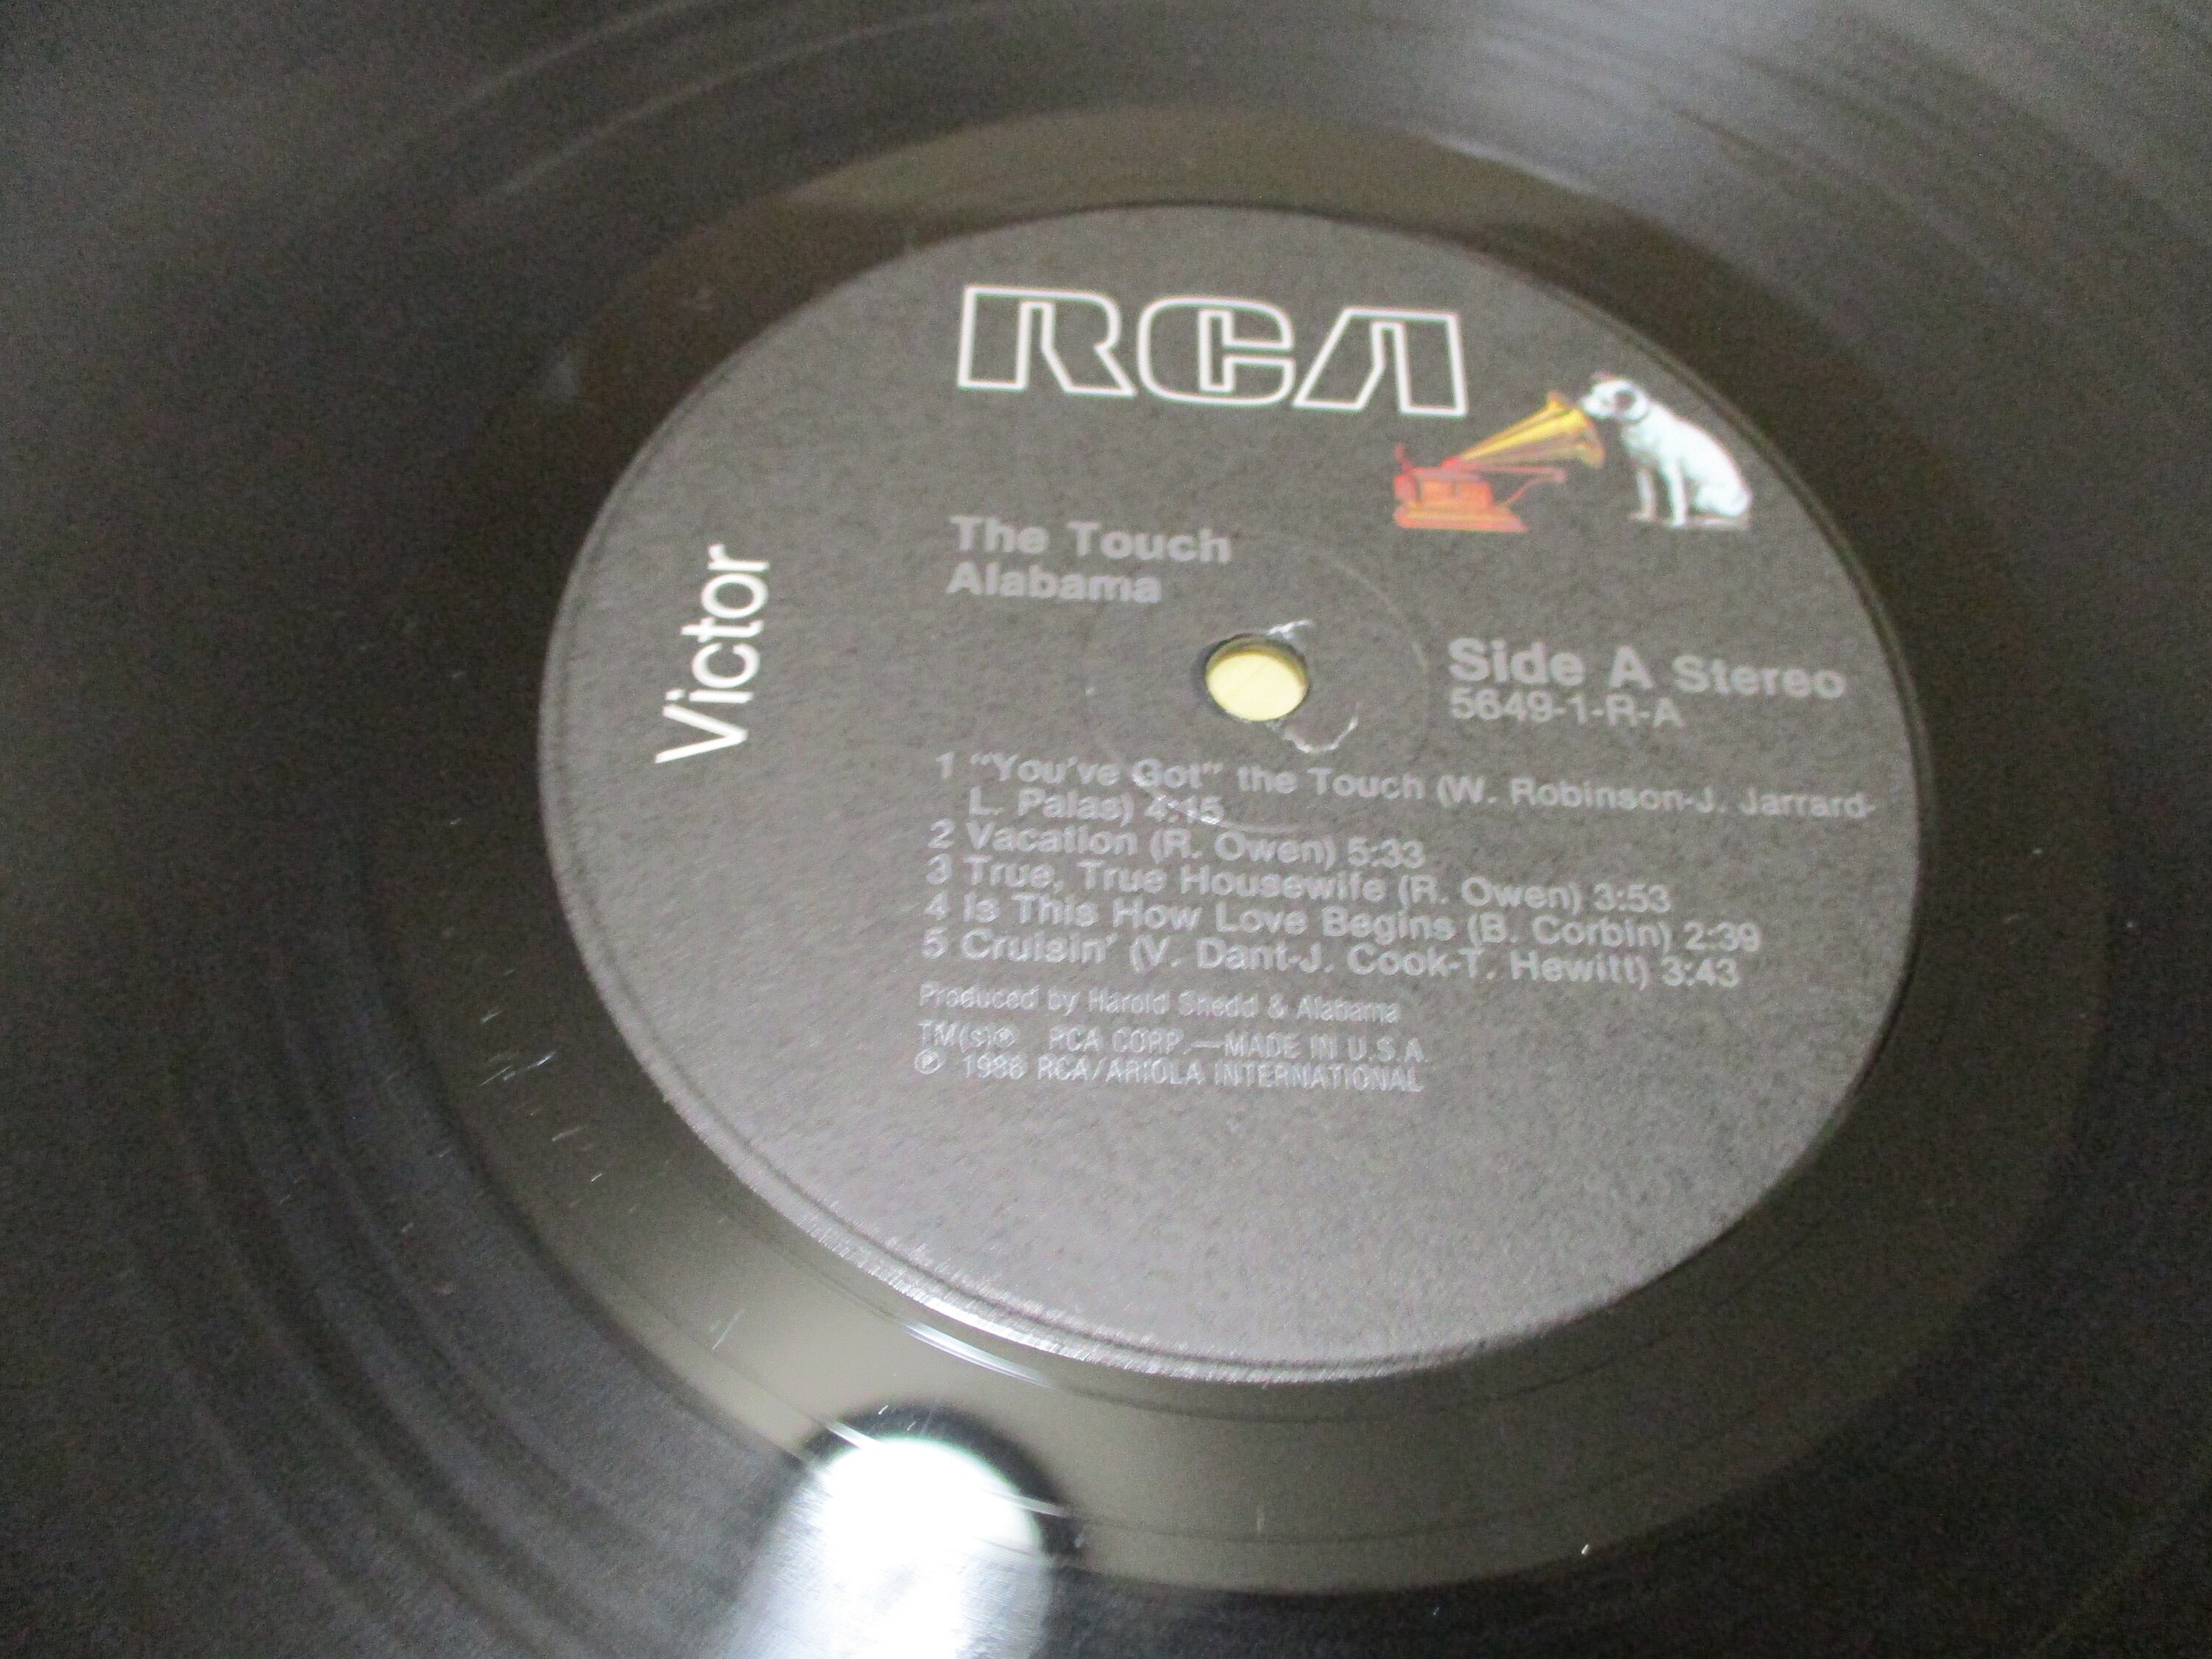 RCA
Victor
The Touch
Alabama
Side A Stereo
5649-1-R-A
1 "You've Got" the Touch (W. Robinson-J. Jarrard-
L. Palas) 4:15
2 Vacation (R. Owen) 5:33
3 True, True Housewife (R. Owen) 3:53
4 Is This How Love Begins (B. Corbin) 2:39
5 Cruisin' (V. Dant-J. Cook-T. Hewitt) 3:43
Produced by Harold Shedd & Alabama
TM(s)® RCA CORP.—MADE IN U.S.A.
℗ 1986 RCA/ARIOLA INTERNATIONAL